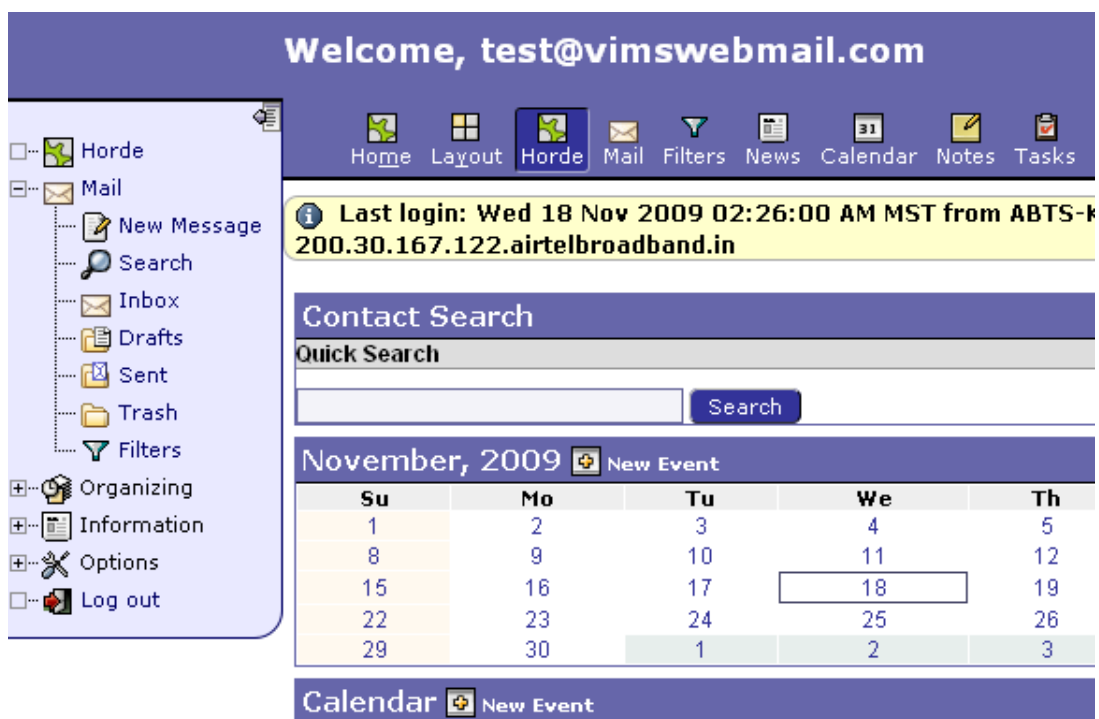 Welcome, test@vimswebmail.com
Horde
Mail
New Message
Search
Inbox
Drafts
Sent
Trash
Filters
Organizing
Information
Options
Log out
Home Layout Horde Mail Filters News 31 Calendar Notes Tasks
Last login: Wed 18 Nov 2009 02:26:00 AM MST from ABTS-K
200.30.167.122.airtelbroadband.in
Contact Search
Quick Search
Search
November, 2009 New Event
Su Mo Tu We Th
1 2 3 4 5
8 9 10 11 12
15 16 17 18 19
22 23 24 25 26
29 30 1 2 3
Calendar New Event